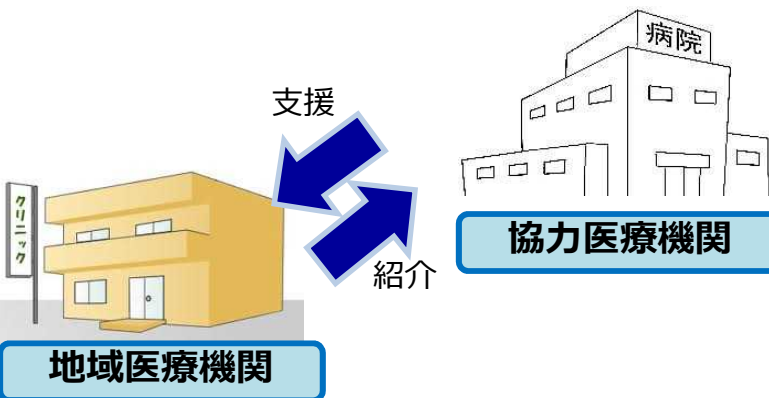 病院
支援
クリニック
協力医療機関
紹介
地域医療機関